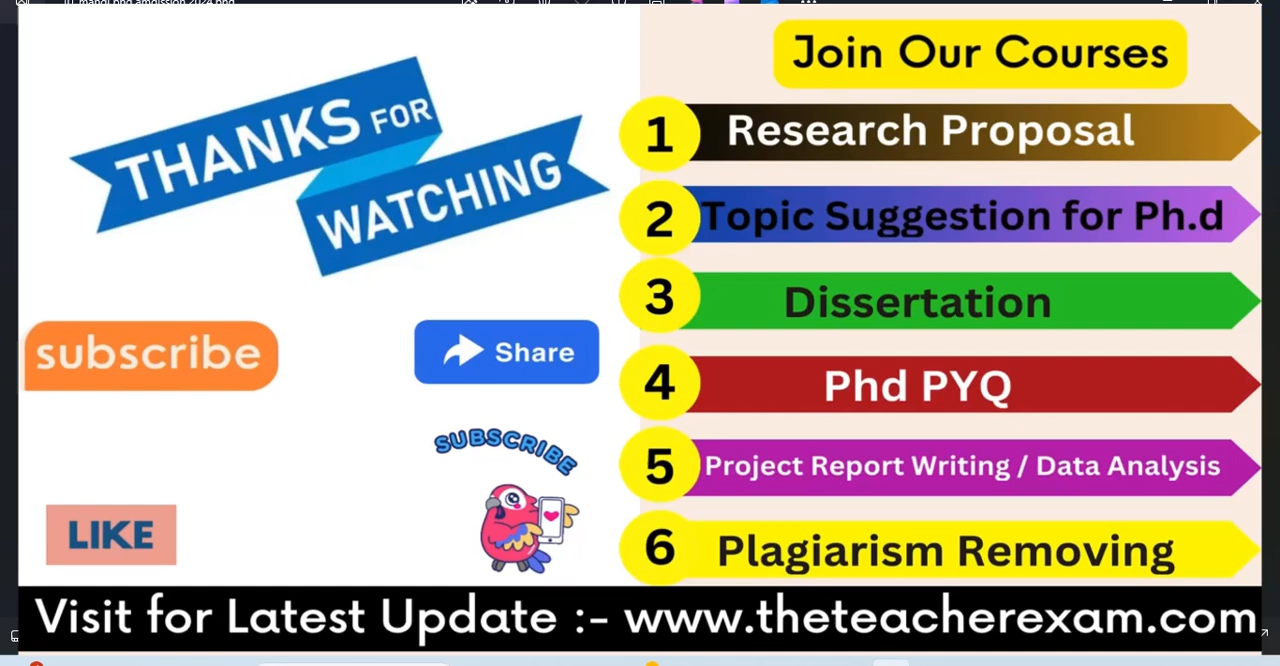 THANKS FOR
WATCHING
subscribe
Share
SUBSCRIBE
LIKE
Join Our Courses
1 Research Proposal
2 Topic Suggestion for Ph.d
3 Dissertation
4 Phd PYQ
5 Project Report Writing / Data Analysis
6 Plagiarism Removing
Visit for Latest Update :- www.theteacherexam.com